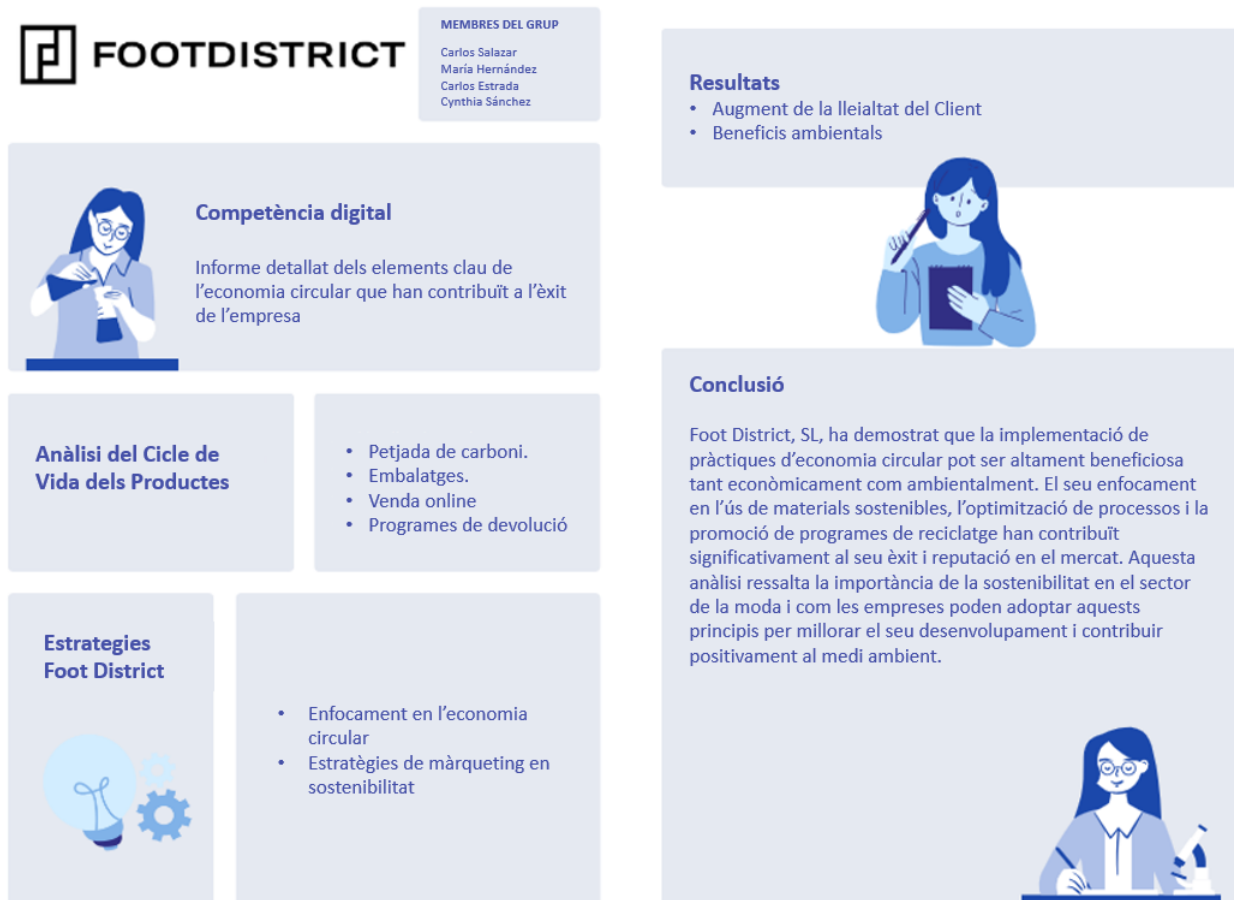 FOOTDISTRICT
MEMBRES DEL GRUP
Carlos Salazar
María Hernández
Carlos Estrada
Cynthia Sánchez
Competència digital
Informe detallat dels elements clau de
l’economia circular que han contribuït a l’èxit
de l’empresa
Anàlisi del Cicle de
Vida dels Productes
• Petjada de carboni.
• Embalatges.
• Venda online
• Programes de devolució
Estrategies
Foot District
• Enfocament en l’economia
circular
• Estratègies de màrqueting en
sostenibilitat
Resultats
• Augment de la lleialtat del Client
• Beneficis ambientals
Conclusió
Foot District, SL, ha demostrat que la implementació de
pràctiques d’economia circular pot ser altament beneficiosa
tant econòmicament com ambientalment. El seu enfocament
en l’ús de materials sostenibles, l’optimització de processos i la
promoció de programes de reciclatge han contribuït
significativament al seu èxit i reputació en el mercat. Aquesta
anàlisi ressalta la importància de la sostenibilitat en el sector
de la moda i com les empreses poden adoptar aquests
principis per millorar el seu desenvolupament i contribuir
positivament al medi ambient.